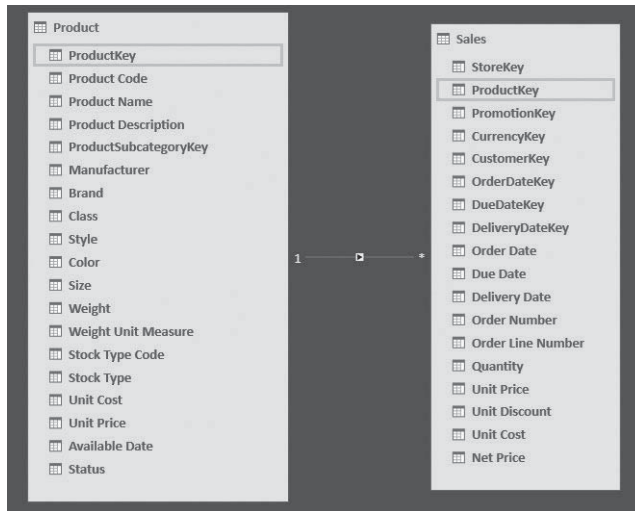 Product
ProductKey
Product Code
Product Name
Product Description
ProductSubcategoryKey
Manufacturer
Brand
Class
Style
Color
Size
Weight
Weight Unit Measure
Stock Type Code
Stock Type
Unit Cost
Unit Price
Available Date
Status
1
*
Sales
StoreKey
ProductKey
PromotionKey
CurrencyKey
CustomerKey
OrderDateKey
DueDateKey
DeliveryDateKey
Order Date
Due Date
Delivery Date
Order Number
Order Line Number
Quantity
Unit Price
Unit Discount
Unit Cost
Net Price